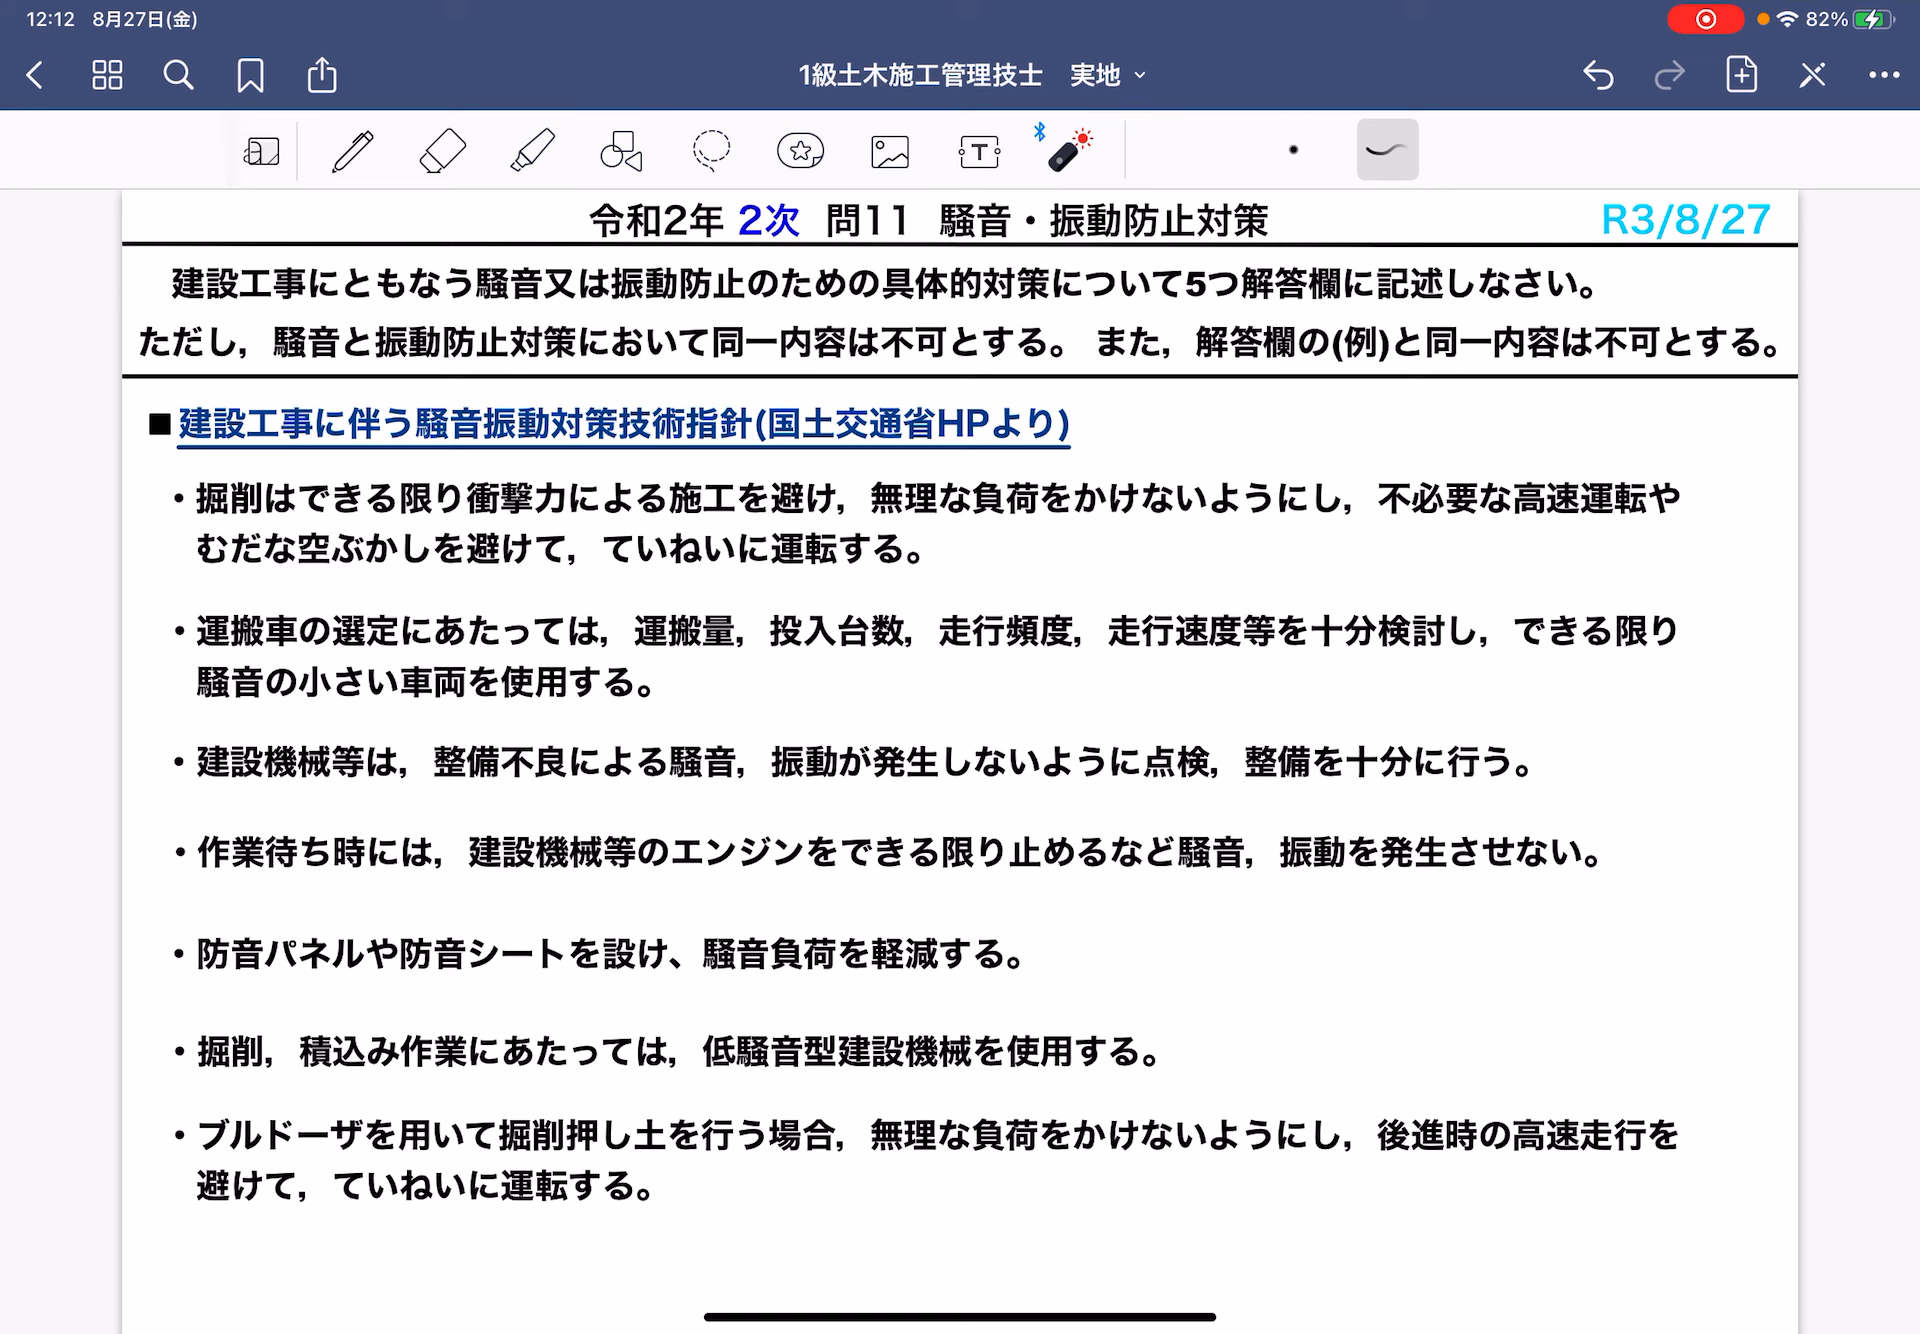 12:12 8月27日(金)
82%
1級土木施工管理技士 実地
令和2年 2次 問11 騒音・振動防止対策 R3/8/27
建設工事にともなう騒音又は振動防止のための具体的対策について5つ解答欄に記述しなさい。
ただし，騒音と振動防止対策において同一内容は不可とする。 また，解答欄の(例)と同一内容は不可とする。
■建設工事に伴う騒音振動対策技術指針(国土交通省HPより)
・掘削はできる限り衝撃力による施工を避け，無理な負荷をかけないようにし，不必要な高速運転や
むだな空ぶかしを避けて，ていねいに運転する。
・運搬車の選定にあたっては，運搬量，投入台数，走行頻度，走行速度等を十分検討し，できる限り
騒音の小さい車両を使用する。
・建設機械等は，整備不良による騒音，振動が発生しないように点検，整備を十分に行う。
・作業待ち時には，建設機械等のエンジンをできる限り止めるなど騒音，振動を発生させない。
・防音パネルや防音シートを設け、騒音負荷を軽減する。
・掘削，積込み作業にあたっては，低騒音型建設機械を使用する。
・ブルドーザを用いて掘削押し土を行う場合，無理な負荷をかけないようにし，後進時の高速走行を
避けて，ていねいに運転する。